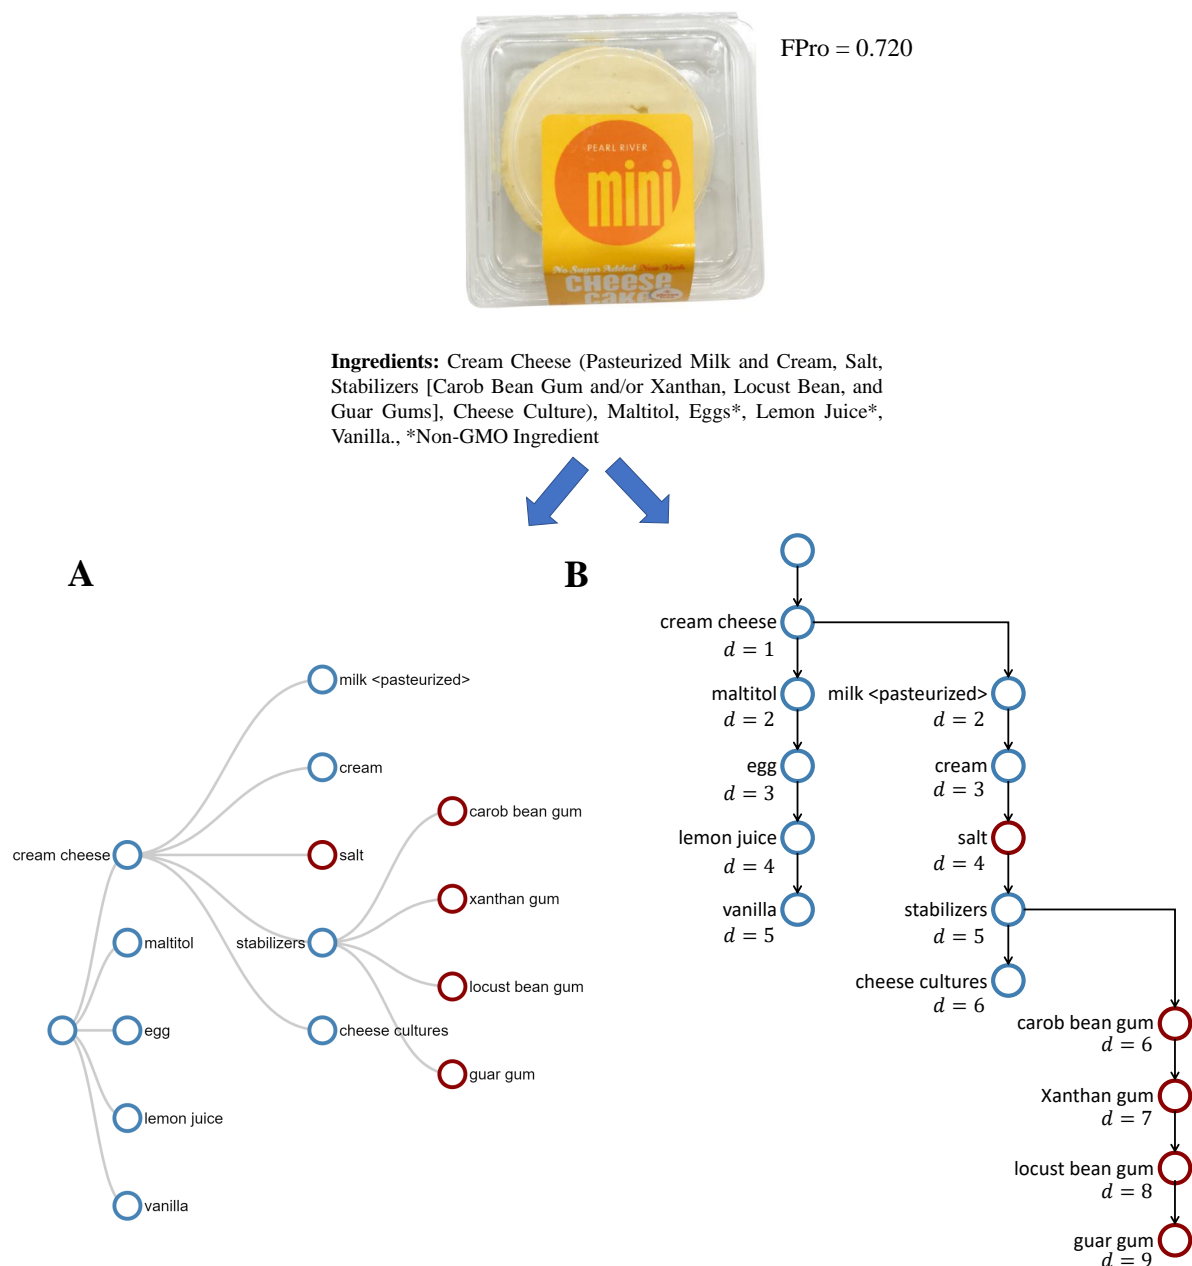 FPro = 0.720
PEARL RIVER
mini
No Sugar Added New York
CHEESE
CAKE
Ingredients: Cream Cheese (Pasteurized Milk and Cream, Salt,
Stabilizers [Carob Bean Gum and/or Xanthan, Locust Bean, and
Guar Gums], Cheese Culture), Maltitol, Eggs*, Lemon Juice*,
Vanilla., *Non-GMO Ingredient
A
milk <pasteurized>
cream
carob bean gum
cream cheese
salt
xanthan gum
maltitol
stabilizers
locust bean gum
egg
cheese cultures
guar gum
lemon juice
vanilla
B
cream cheese
d = 1
maltitol
d = 2
milk <pasteurized>
d = 2
egg
d = 3
cream
d = 3
lemon juice
d = 4
salt
d = 4
vanilla
d = 5
stabilizers
d = 5
cheese cultures
d = 6
carob bean gum
d = 6
Xanthan gum
d = 7
locust bean gum
d = 8
guar gum
d = 9